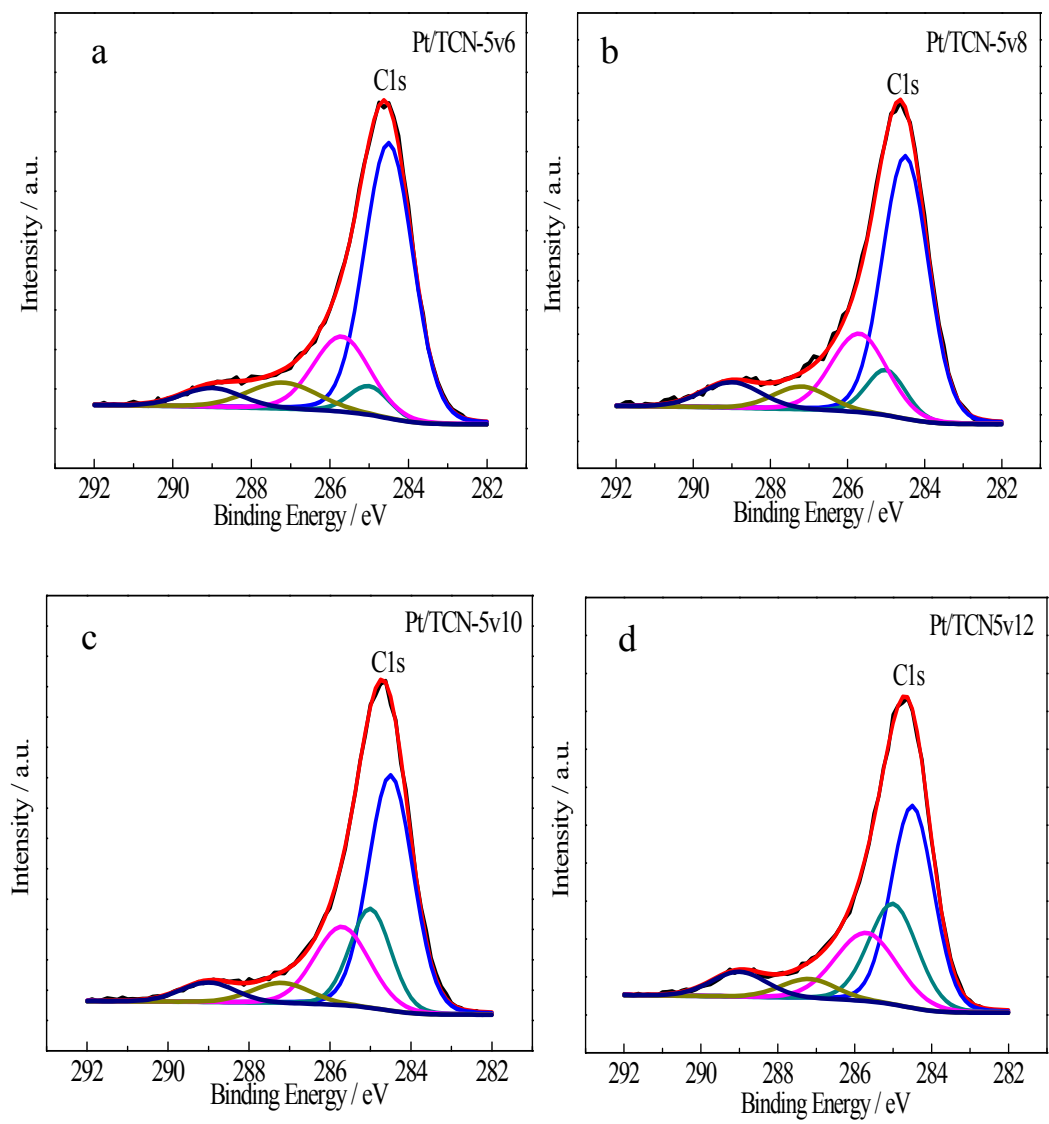 a
Pt/TCN-5v6
C1s
Intensity / a.u.
292 290 288 286 284 282
Binding Energy / eV
b
Pt/TCN-5v8
C1s
Intensity / a.u.
292 290 288 286 284 282
Binding Energy / eV
c
Pt/TCN-5v10
C1s
Intensity / a.u.
292 290 288 286 284 282
Binding Energy / eV
d
Pt/TCN5v12
C1s
Intensity / a.u.
292 290 288 286 284 282
Binding Energy / eV